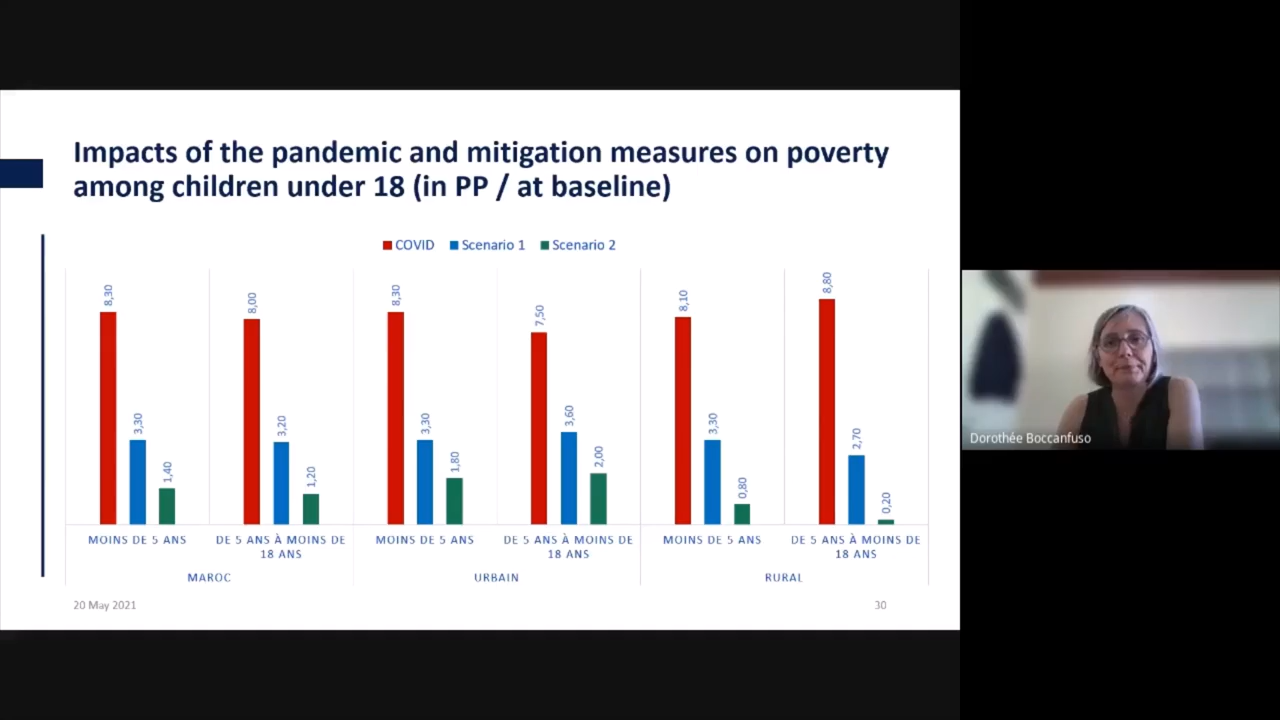 Impacts of the pandemic and mitigation measures on poverty
among children under 18 (in PP / at baseline)
COVID Scenario 1 Scenario 2
8,30 3,30 1,40 8,00 3,20 1,20 8,30 3,30 1,80 7,50 3,60 2,00 8,10 3,30 0,80 8,80 2,70 0,20
MOINS DE 5 ANS DE 5 ANS À MOINS DE MOINS DE 5 ANS DE 5 ANS À MOINS DE MOINS DE 5 ANS DE 5 ANS À MOINS DE
18 ANS 18 ANS 18 ANS
MAROC URBAIN RURAL
20 May 2021 30
Dorothée Boccanfuso